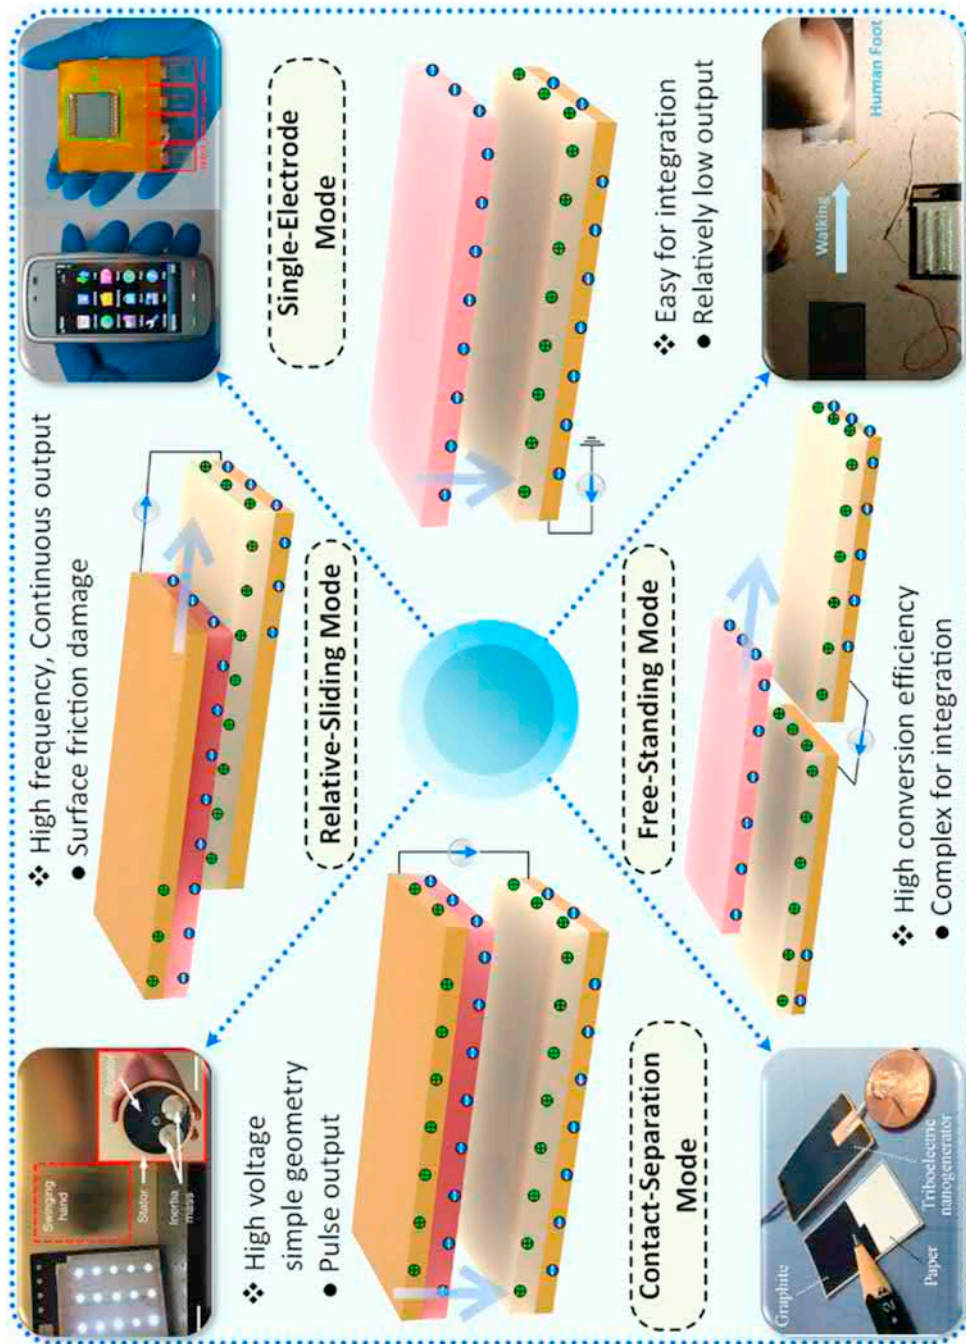 Swinging hand
Rotator
Stator
Inertia mass
❖ High frequency, Continuous output
● Surface friction damage
Relative-Sliding Mode
❖ High voltage
simple geometry
● Pulse output
Contact-Separation
Mode
Single-Electrode
Mode
❖ Easy for integration
● Relatively low output
Free-Standing Mode
❖ High conversion efficiency
● Complex for integration
Graphite
Paper
Triboelectric
nanogenerator
2
Walking
Human Foot